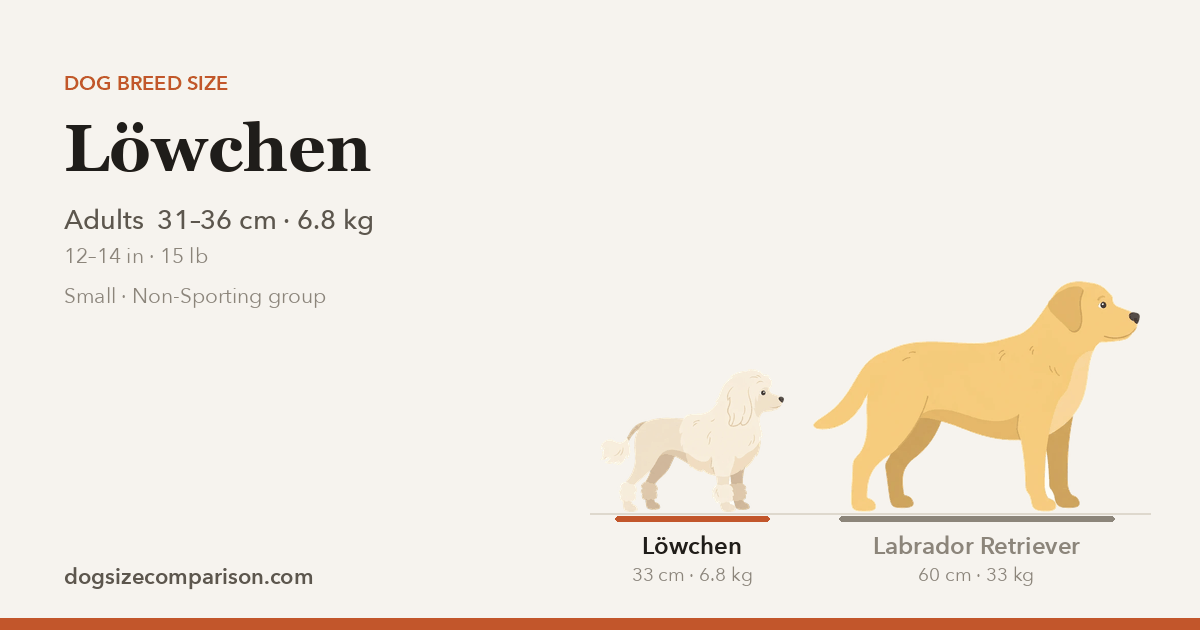 DOG BREED SIZE
Löwchen
Adults 31–36 cm · 6.8 kg
12–14 in · 15 lb
Small · Non-Sporting group
Löwchen
33 cm · 6.8 kg
Labrador Retriever
60 cm · 33 kg
dogsizecomparison.com